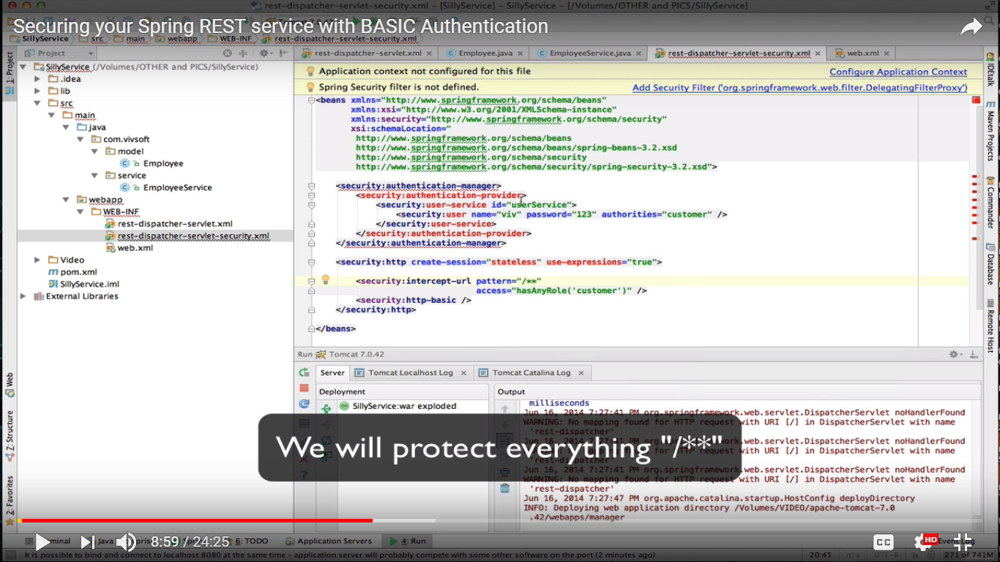 rest-dispatcher-servlet-security.xml - [SillyService] - SillyService - [/Volumes/OTHER and PICS/SillyService]
Securing your Spring REST service with BASIC Authentication
SillyService src main webapp WEB-INF rest-dispatcher-servlet-security.xml
Project
rest-dispatcher-servlet.xml Employee.java EmployeeService.java rest-dispatcher-servlet-security.xml web.xml
1: Project
SillyService (/Volumes/OTHER and PICS/SillyService)
.idea
lib
src
main
java
com.vivsoft
model
Employee
service
EmployeeService
webapp
WEB-INF
rest-dispatcher-servlet.xml
rest-dispatcher-servlet-security.xml
web.xml
Video
pom.xml
SillyService.iml
External Libraries
Application context not configured for this file Configure Application Context
Spring Security filter is not defined. Add Security Filter ('org.springframework.web.filter.DelegatingFilterProxy')
<beans xmlns="http://www.springframework.org/schema/beans"
xmlns:xsi="http://www.w3.org/2001/XMLSchema-instance"
xmlns:security="http://www.springframework.org/schema/security"
xsi:schemaLocation="
http://www.springframework.org/schema/beans
http://www.springframework.org/schema/beans/spring-beans-3.2.xsd
http://www.springframework.org/schema/security
http://www.springframework.org/schema/security/spring-security-3.2.xsd">
<security:authentication-manager>
<security:authentication-provider>
<security:user-service id="userService">
<security:user name="viv" password="123" authorities="customer" />
</security:user-service>
</security:authentication-provider>
</security:authentication-manager>
<security:http create-session="stateless" use-expressions="true">
<security:intercept-url pattern="/**"
access="hasAnyRole('customer')" />
<security:http-basic />
</security:http>
</beans>
IDEtalk
Maven Projects
Commander
Database
Remote Host
Web
Z: Structure
2: Favorites
Run Tomcat 7.0.42
Server Tomcat Localhost Log Tomcat Catalina Log
Deployment Output
SillyService:war exploded
milliseconds
Jun 16, 2014 7:27:41 PM org.springframework.web.servlet.DispatcherServlet noHandlerFound
WARNING: No mapping found for HTTP request with URI [/] in DispatcherServlet with name
'rest-dispatcher'
We will protect everything "/**"
servlet.DispatcherServlet noHandlerFound
with URI [/] in DispatcherServlet with name
'rest-dispatcher'
Jun 16, 2014 7:27:41 PM org.springframework.web.servlet.DispatcherServlet noHandlerFound
WARNING: No mapping found for HTTP request with URI [/] in DispatcherServlet with name
'rest-dispatcher'
Jun 16, 2014 7:27:47 PM org.apache.catalina.startup.HostConfig deployDirectory
INFO: Deploying web application directory /Volumes/VIDEO/apache-tomcat-7.0
.42/webapps/manager
8:59 / 24:25
Java 6: TODO Application Servers 4: Run Event Log
CC HD
It is possible to bind and connect to localhost:8080 at the same time - application server will probably compete with some other software on the port (2 minutes ago) 20:45 n/a UTF-8 271 of 741M